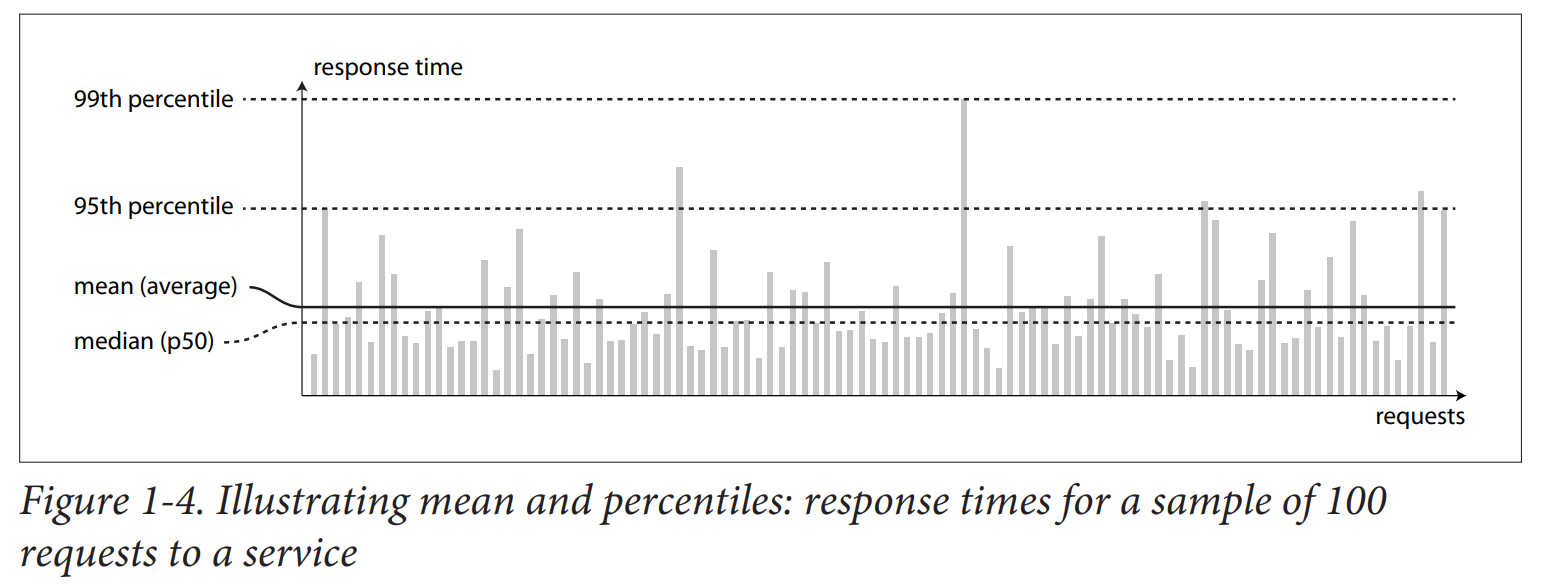 response time
99th percentile
95th percentile
mean (average)
median (p50)
requests
Figure 1-4. Illustrating mean and percentiles: response times for a sample of 100
requests to a service